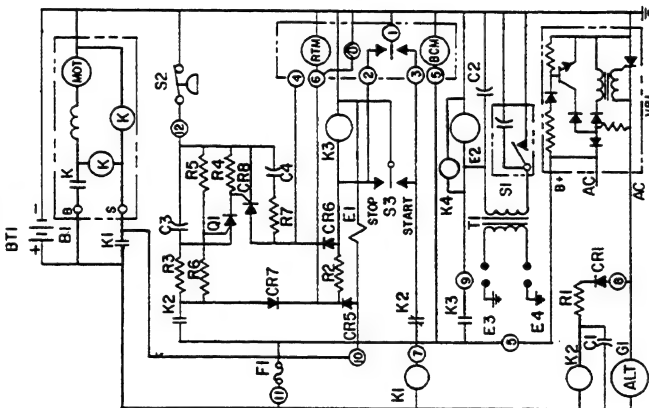 BT1
+ -
B1
B
K
MOT
K
K
S
K1
S2
12
C3
R5
R4
R3
R6
Q1
CR8
C4
R7
K2
CR7
CR6
R2
CR5
10
F1
11
RTM
1
4
6
2
3
5
BCM
K3
E1
STOP
S3
START
K2
7
K1
K4
E2
C2
S1
K3
9
T1
E3
E4
5
B+
AC
AC
VR1
R1
CR1
8
K2
C1
G1
ALT